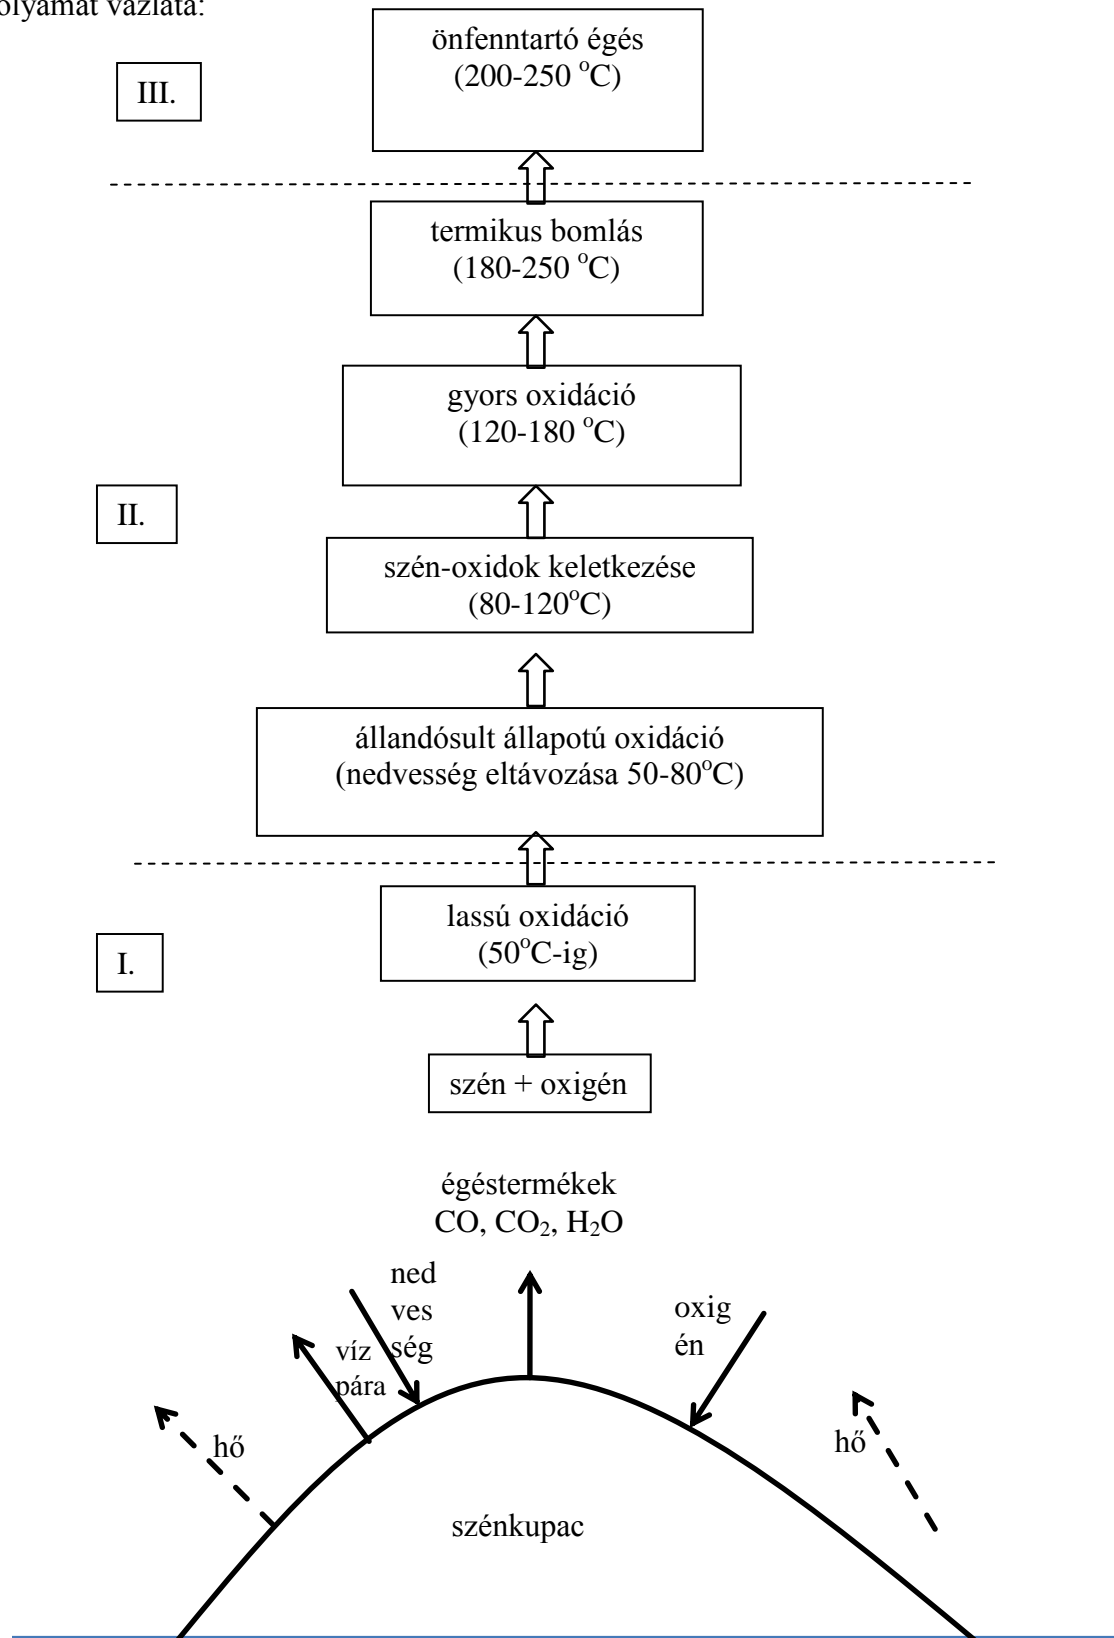 olyamat vázlata:
önfenntartó égés
(200-250 °C)
III.
termikus bomlás
(180-250 °C)
gyors oxidáció
(120-180 °C)
II.
szén-oxidok keletkezése
(80-120°C)
állandósult állapotú oxidáció
(nedvesség eltávozása 50-80°C)
lassú oxidáció
(50°C-ig)
I.
szén + oxigén
égéstermékek
CO, CO₂, H₂O
ned
ves
ség
víz
pára
oxig
én
hő
hő
szénkupac